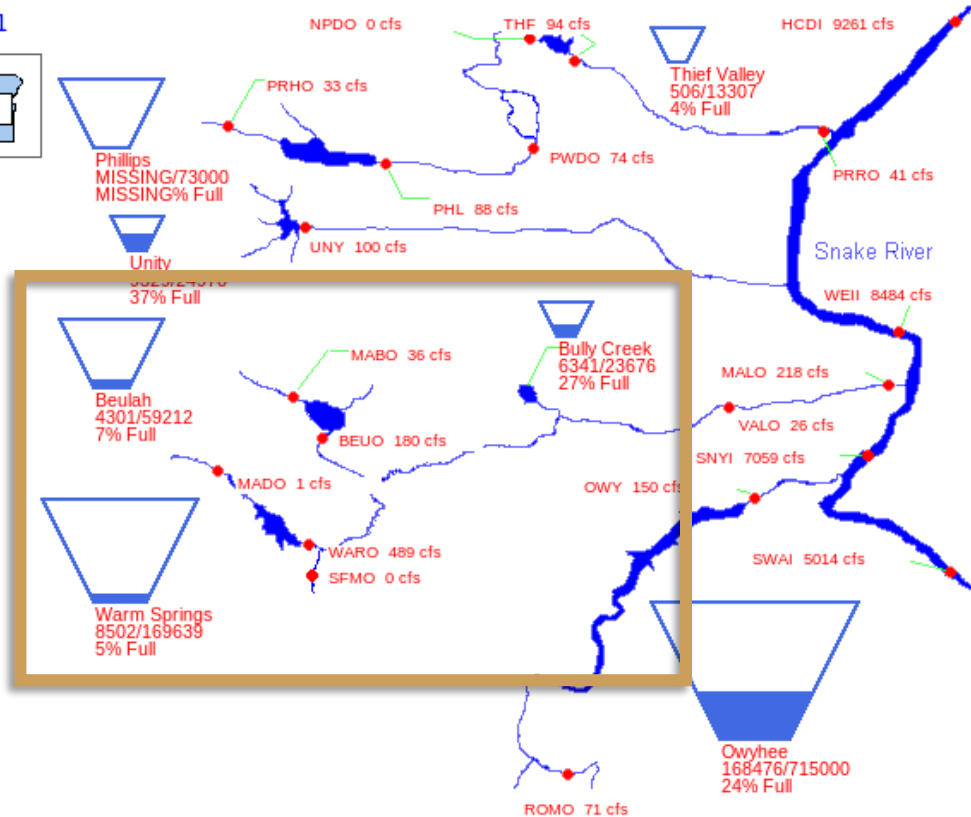 1
NPDO 0 cfs
THF 94 cfs
HCDI 9261 cfs
Thief Valley
506/13307
4% Full
PRHO 33 cfs
Phillips
MISSING/73000
MISSING% Full
PWDO 74 cfs
PRRO 41 cfs
PHL 88 cfs
UNY 100 cfs
Snake River
Unity
37% Full
WEII 8484 cfs
Bully Creek
6341/23676
27% Full
MABO 36 cfs
MALO 218 cfs
Beulah
4301/59212
7% Full
VALO 26 cfs
BEUO 180 cfs
SNYI 7059 cfs
MADO 1 cfs
OWY 150 cfs
WARO 489 cfs
SWAI 5014 cfs
SFMO 0 cfs
Warm Springs
8502/169639
5% Full
Owyhee
168476/715000
24% Full
ROMO 71 cfs